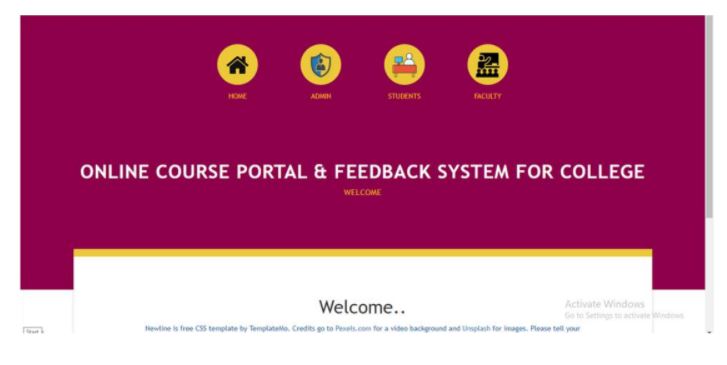 HOME ADMIN STUDENTS FACULTY
ONLINE COURSE PORTAL & FEEDBACK SYSTEM FOR COLLEGE
WELCOME
Welcome..
Activate Windows
Go to Settings to activate Windows.
Newline is free CSS template by TemplateMo. Credits go to Pexels.com for a video background and Unsplash for images. Please tell your
Start